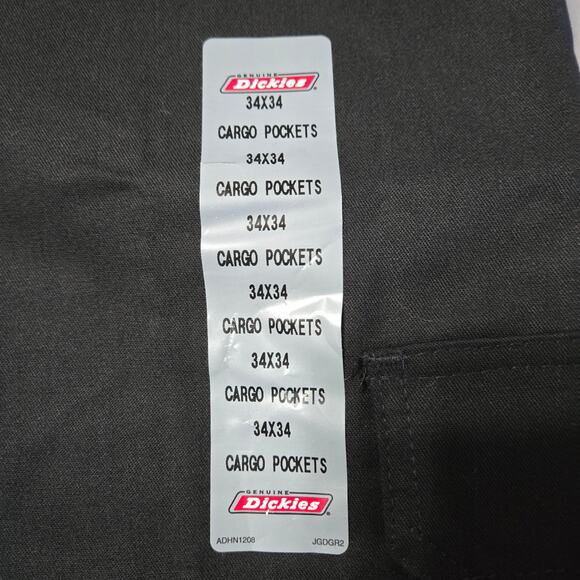 GENUINE
Dickies
34X34
CARGO POCKETS
34X34
CARGO POCKETS
34X34
CARGO POCKETS
34X34
CARGO POCKETS
34X34
CARGO POCKETS
34X34
CARGO POCKETS
GENUINE
Dickies
ADHN1208 JGDGR2